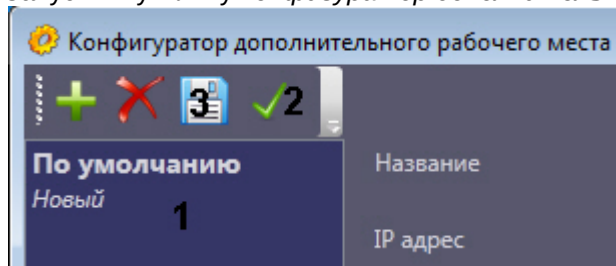 Конфигуратор дополнительного рабочего места
3 2
По умолчанию
Название
Новый
1
IP адрес